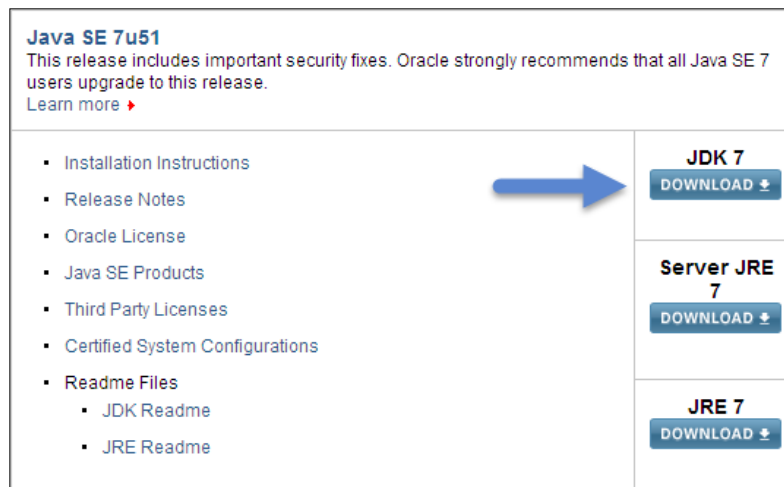 Java SE 7u51
This release includes important security fixes. Oracle strongly recommends that all Java SE 7
users upgrade to this release.
Learn more
Installation Instructions
Release Notes
Oracle License
Java SE Products
Third Party Licenses
Certified System Configurations
Readme Files
JDK Readme
JRE Readme
JDK 7
DOWNLOAD
Server JRE
7
DOWNLOAD
JRE 7
DOWNLOAD